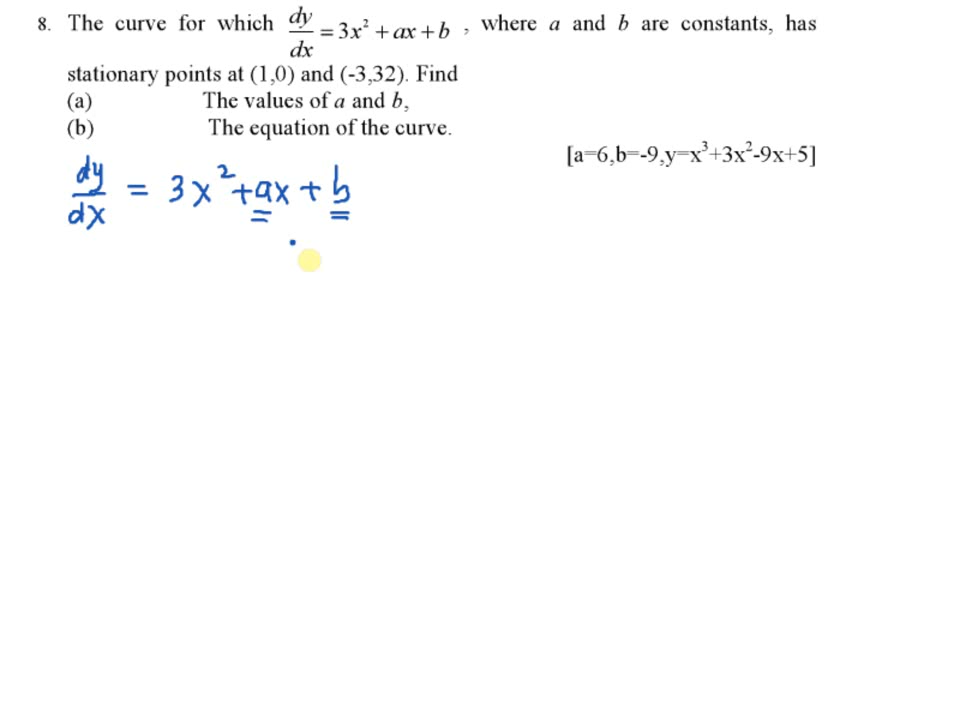 8. The curve for which dy/dx = 3x² + ax + b , where a and b are constants, has
stationary points at (1,0) and (-3,32). Find
(a) The values of a and b,
(b) The equation of the curve.
[a=6,b=-9,y=x³+3x²-9x+5]
dy/dx = 3x² + ax + b